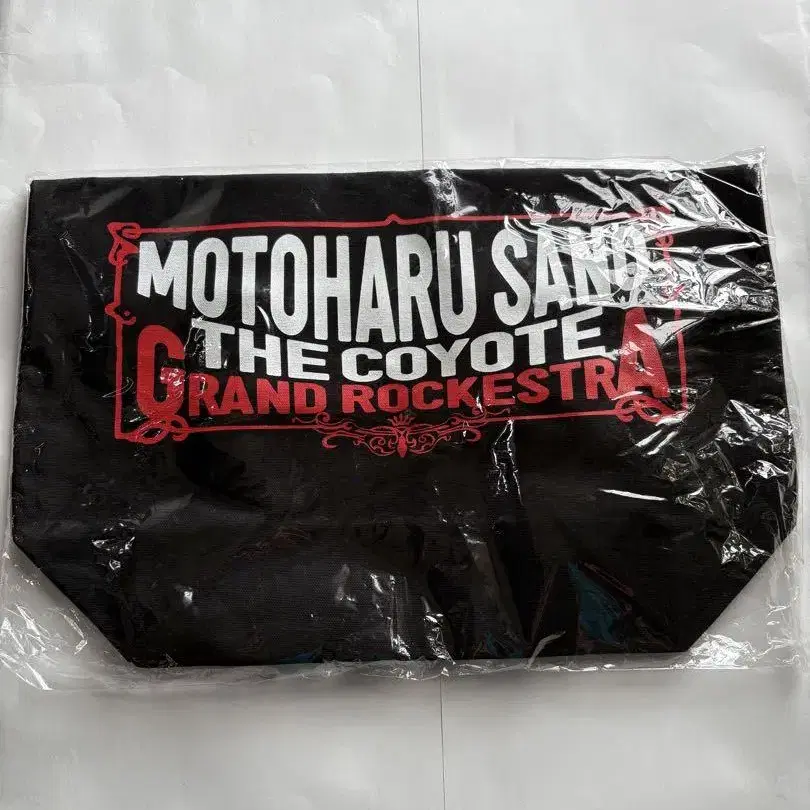 MOTOHARU SANO
THE COYOTE
GRAND ROCKESTRA